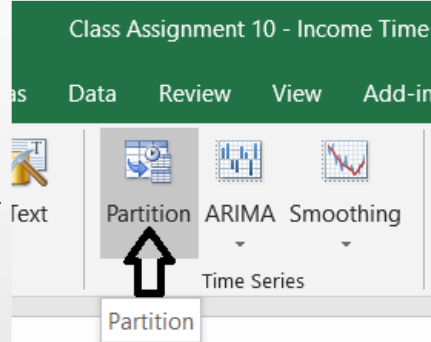 Class Assignment 10 - Income Time
as Data Review View Add-in
T
Text Partition ARIMA Smoothing
Time Series
Partition